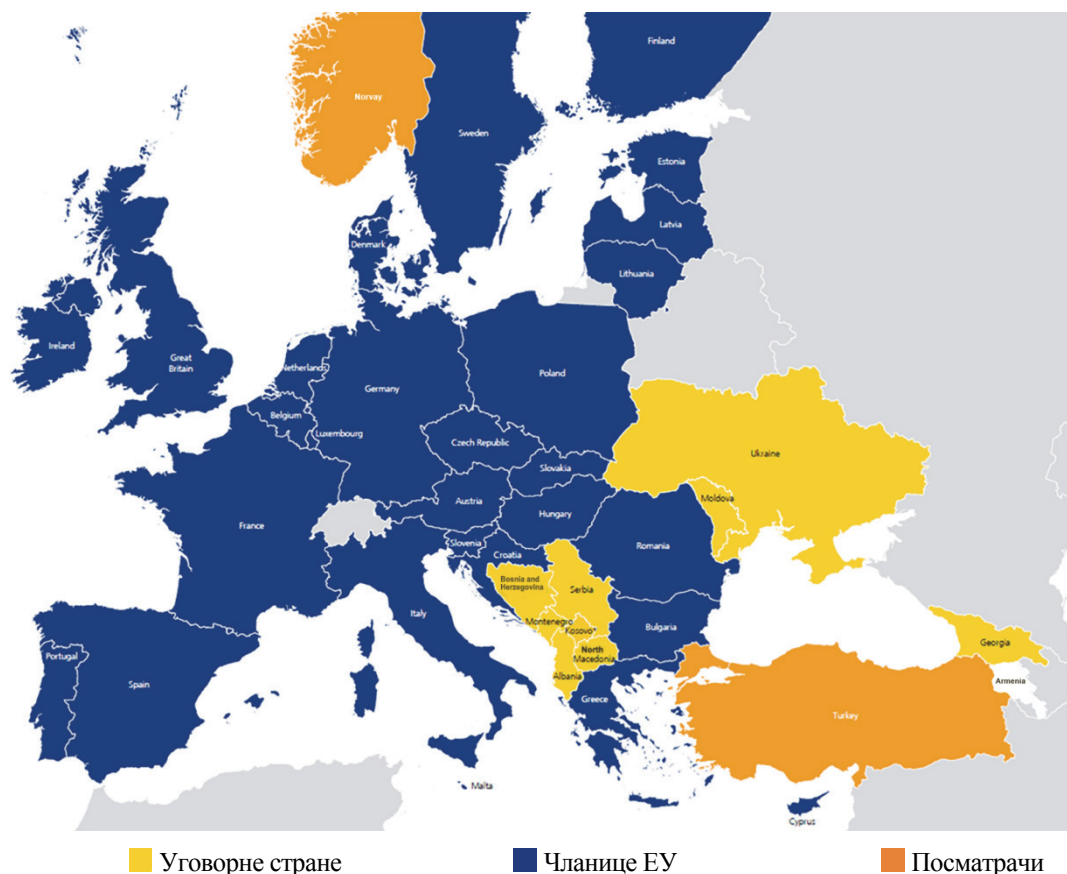 Finland
Norvay
Sweden
Estonia
Latvia
Denmark
Lithuania
Ireland
Great
Britain
Netherlands
Poland
Germany
Belgium
Luxembourg
Czech Republic
Ukraine
Slovakia
Moldova
Austria
Hungary
France
Slovenia
Romania
Croatia
Bosnia and
Herzegovina
Serbia
Italy
Montenegro
Kosovo*
Bulgaria
Georgia
North
Macedonia
Portugal
Albania
Armenia
Spain
Greece
Turkey
Malta
Cyprus
Уговорне стране
Чланице ЕУ
Посматрачи